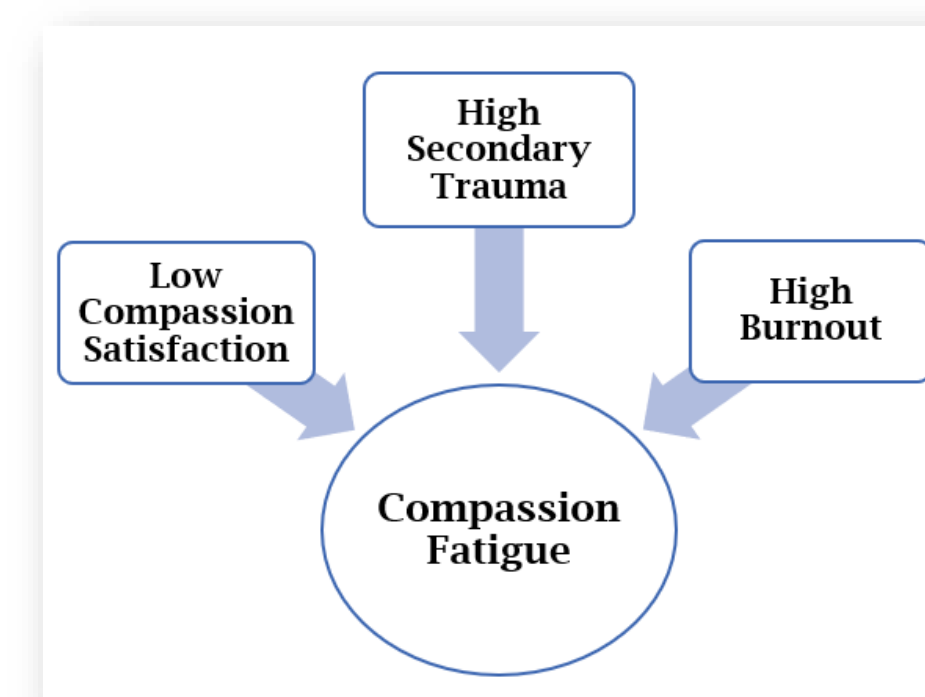 High
Secondary
Trauma
Low
Compassion
Satisfaction
High
Burnout
Compassion
Fatigue